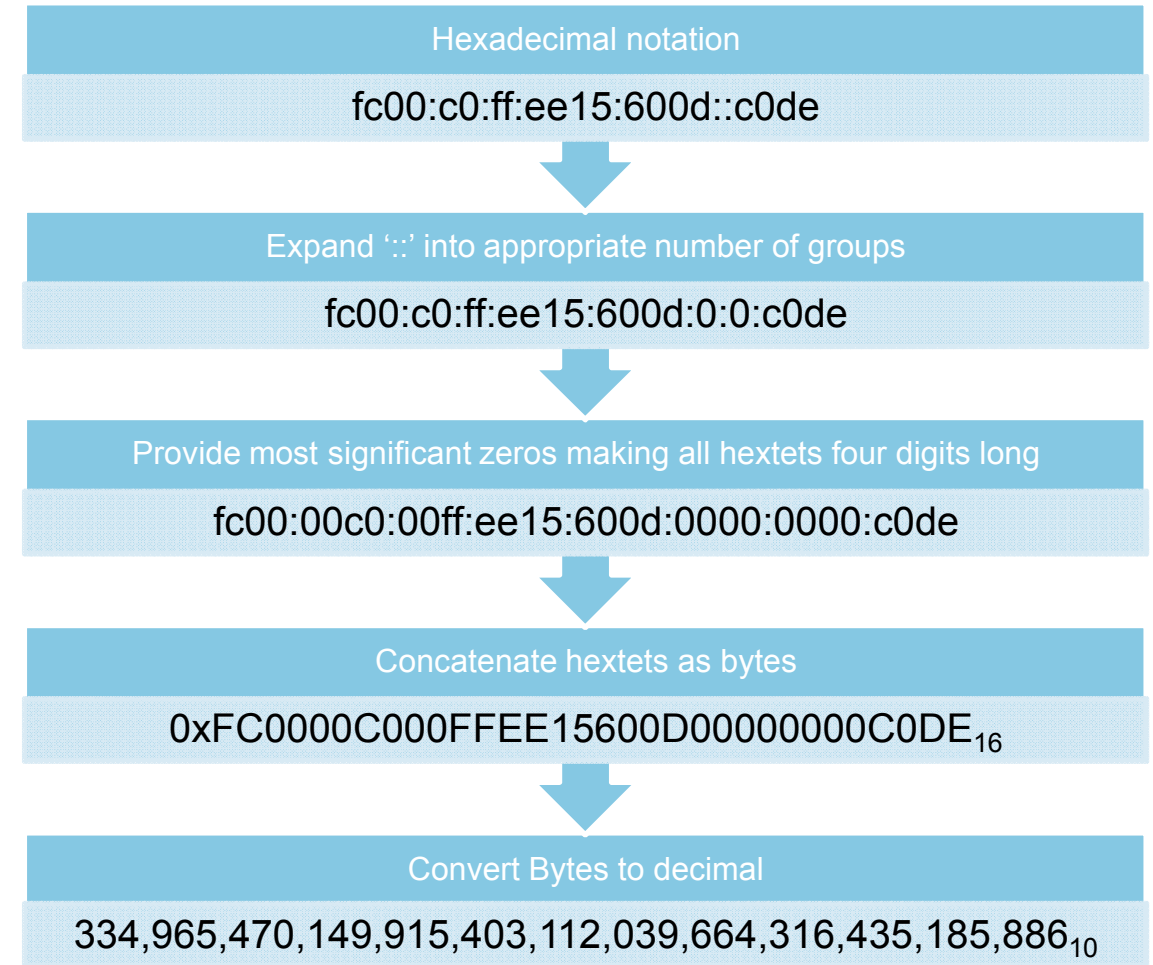 Hexadecimal notation
fc00:c0:ff:ee15:600d::c0de
Expand ‘::’ into appropriate number of groups
fc00:c0:ff:ee15:600d:0:0:c0de
Provide most significant zeros making all hextets four digits long
fc00:00c0:00ff:ee15:600d:0000:0000:c0de
Concatenate hextets as bytes
0xFC0000C000FFEE15600D00000000C0DE16
Convert Bytes to decimal
334,965,470,149,915,403,112,039,664,316,435,185,88610